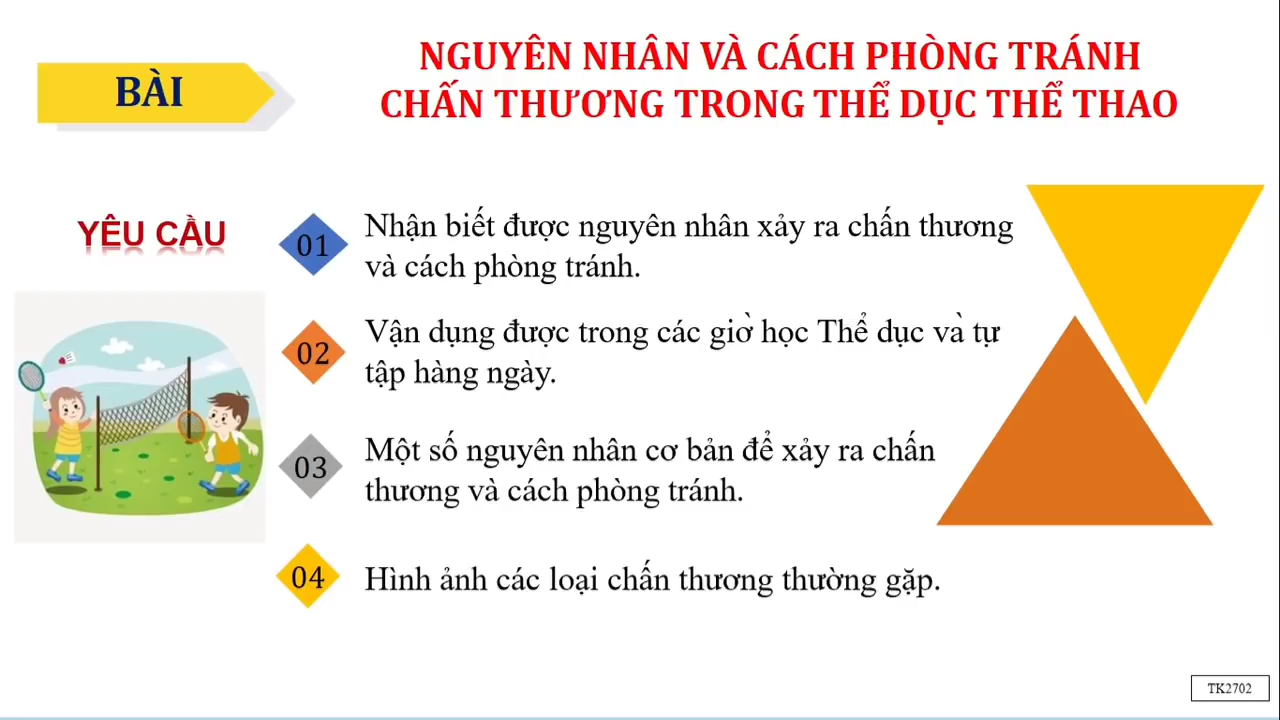 BÀI
NGUYÊN NHÂN VÀ CÁCH PHÒNG TRÁNH
CHẤN THƯƠNG TRONG THỂ DỤC THỂ THAO
YÊU CẦU
01
Nhận biết được nguyên nhân xảy ra chấn thương
và cách phòng tránh.
02
Vận dụng được trong các giờ học Thể dục và tự
tập hàng ngày.
03
Một số nguyên nhân cơ bản để xảy ra chấn
thương và cách phòng tránh.
04
Hình ảnh các loại chấn thương thường gặp.
TK2702